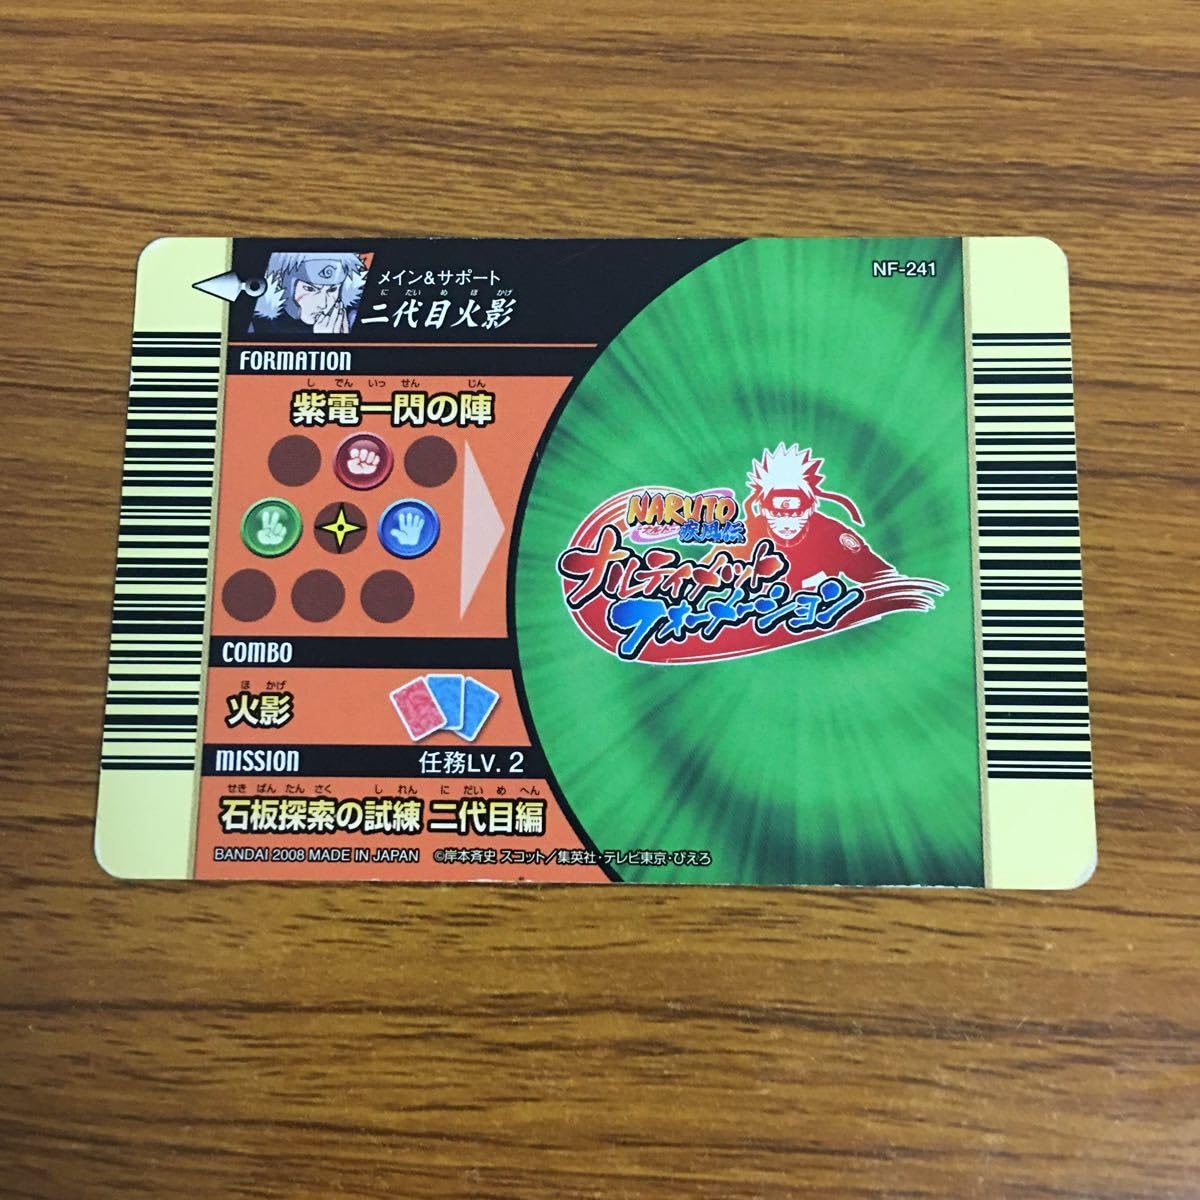 NF-241
メイン&サポート
にだいめほかげ
二代目火影
FORMATION
しでんいっせん じん
紫電一閃の陣
NARUTO
-ナルト-
疾風伝
ナルティメット
フォーメーション
COMBO
ほかげ
火影
MISSION 任務LV. 2
せきばんたんさく しれん にだいめへん
石板探索の試練 二代目編
BANDAI 2008 MADE IN JAPAN ©岸本斉史 スコット/集英社・テレビ東京・ぴえろ